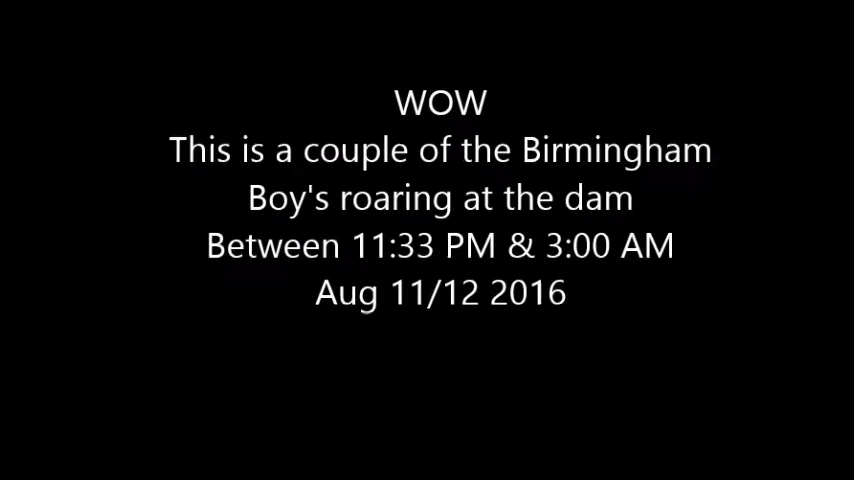 WOW
This is a couple of the Birmingham
Boy's roaring at the dam
Between 11:33 PM & 3:00 AM
Aug 11/12 2016